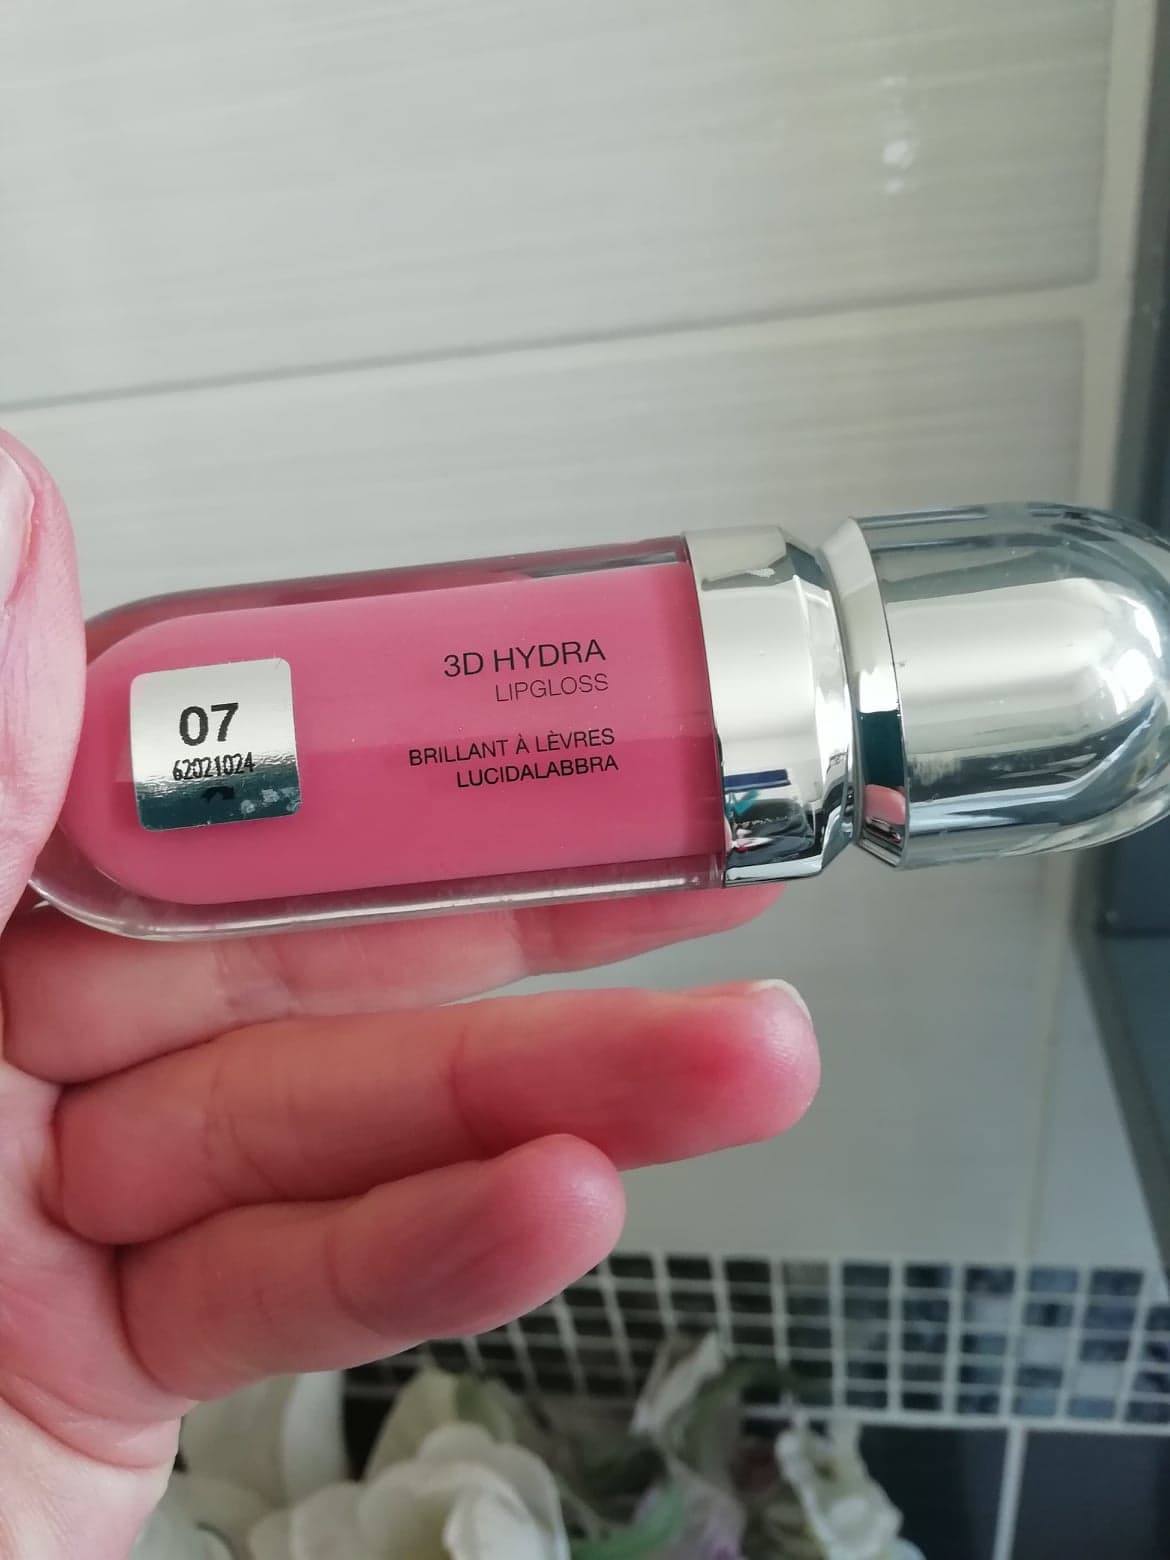 07
62021024
3D HYDRA
LIPGLOSS
BRILLANT À LÈVRES
LUCIDALABBRA